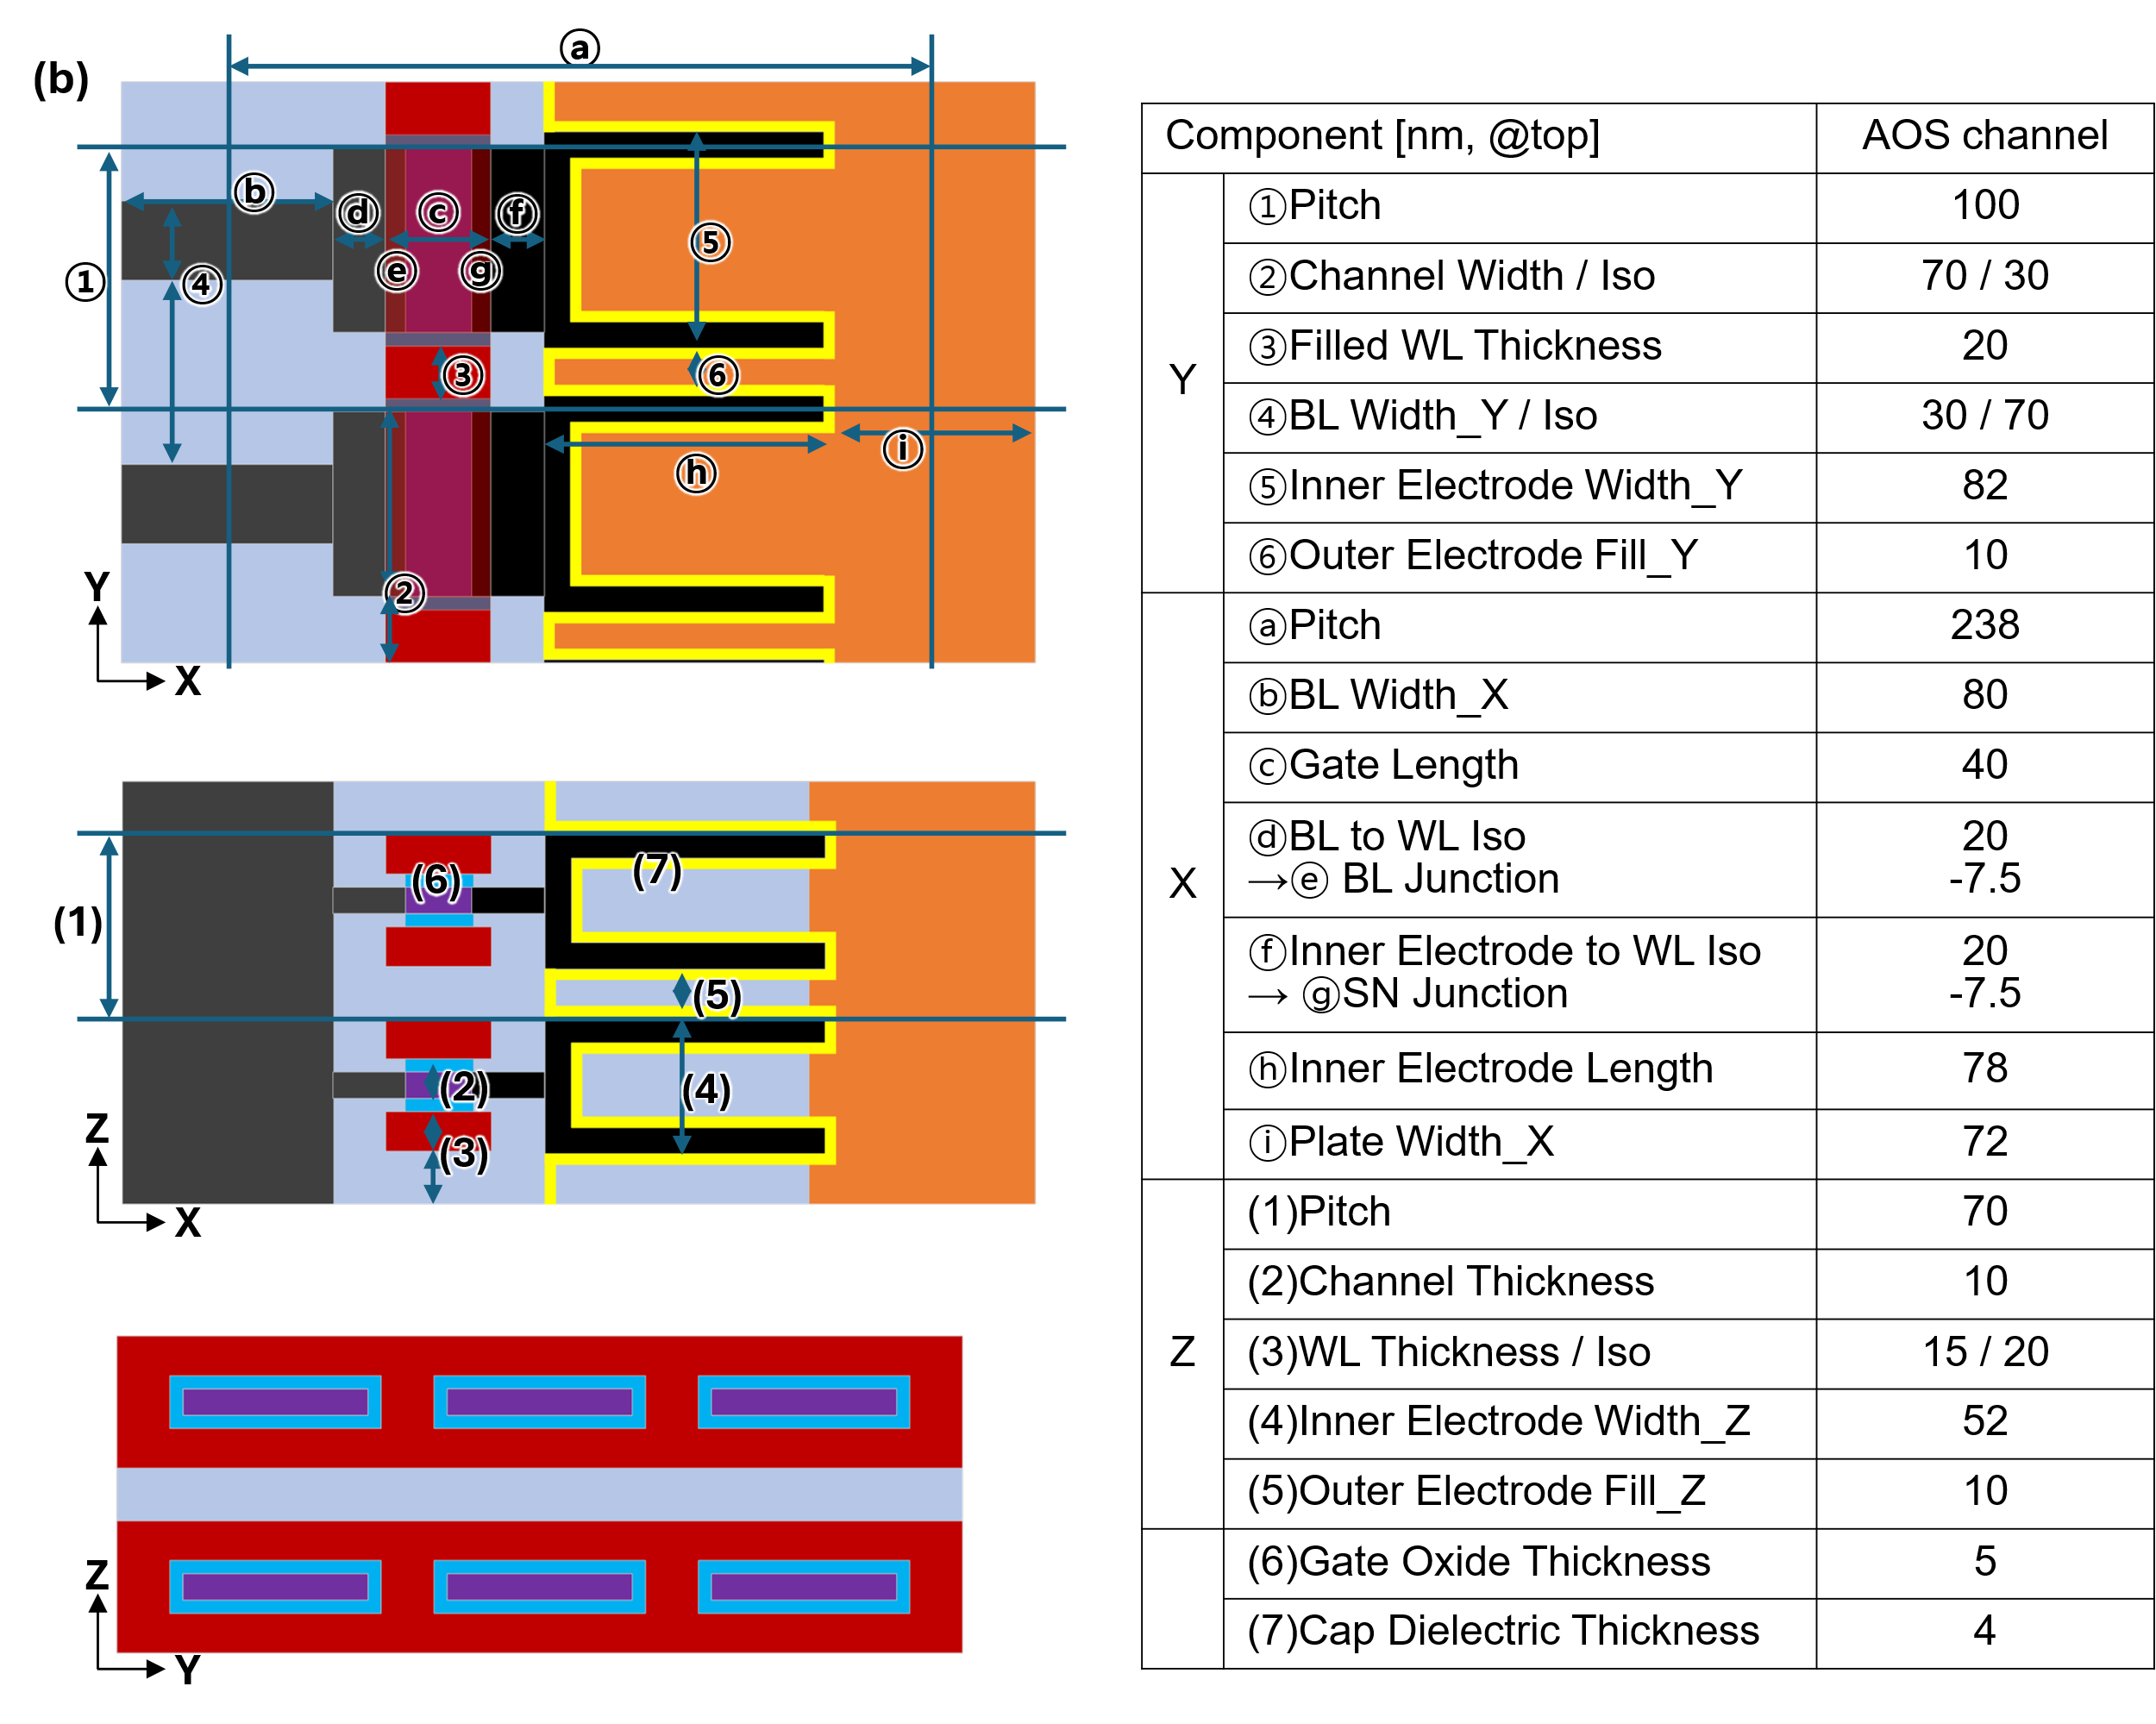 (b)
ⓐ
ⓑ
ⓓ
ⓒ
ⓕ
ⓔ
ⓖ
⑤
①
④
③
⑥
ⓘ
ⓗ
②
Y
X
(1)
(6)
(7)
(5)
(2)
(4)
(3)
Z
X
Z
Y
Component [nm, @top] AOS channel
Y
①Pitch 100
②Channel Width / Iso 70 / 30
③Filled WL Thickness 20
④BL Width_Y / Iso 30 / 70
⑤Inner Electrode Width_Y 82
⑥Outer Electrode Fill_Y 10
X
ⓐPitch 238
ⓑBL Width_X 80
ⓒGate Length 40
ⓓBL to WL Iso 20
→ⓔ BL Junction -7.5
ⓕInner Electrode to WL Iso 20
→ ⓖSN Junction -7.5
ⓗInner Electrode Length 78
ⓘPlate Width_X 72
Z
(1)Pitch 70
(2)Channel Thickness 10
(3)WL Thickness / Iso 15 / 20
(4)Inner Electrode Width_Z 52
(5)Outer Electrode Fill_Z 10
(6)Gate Oxide Thickness 5
(7)Cap Dielectric Thickness 4